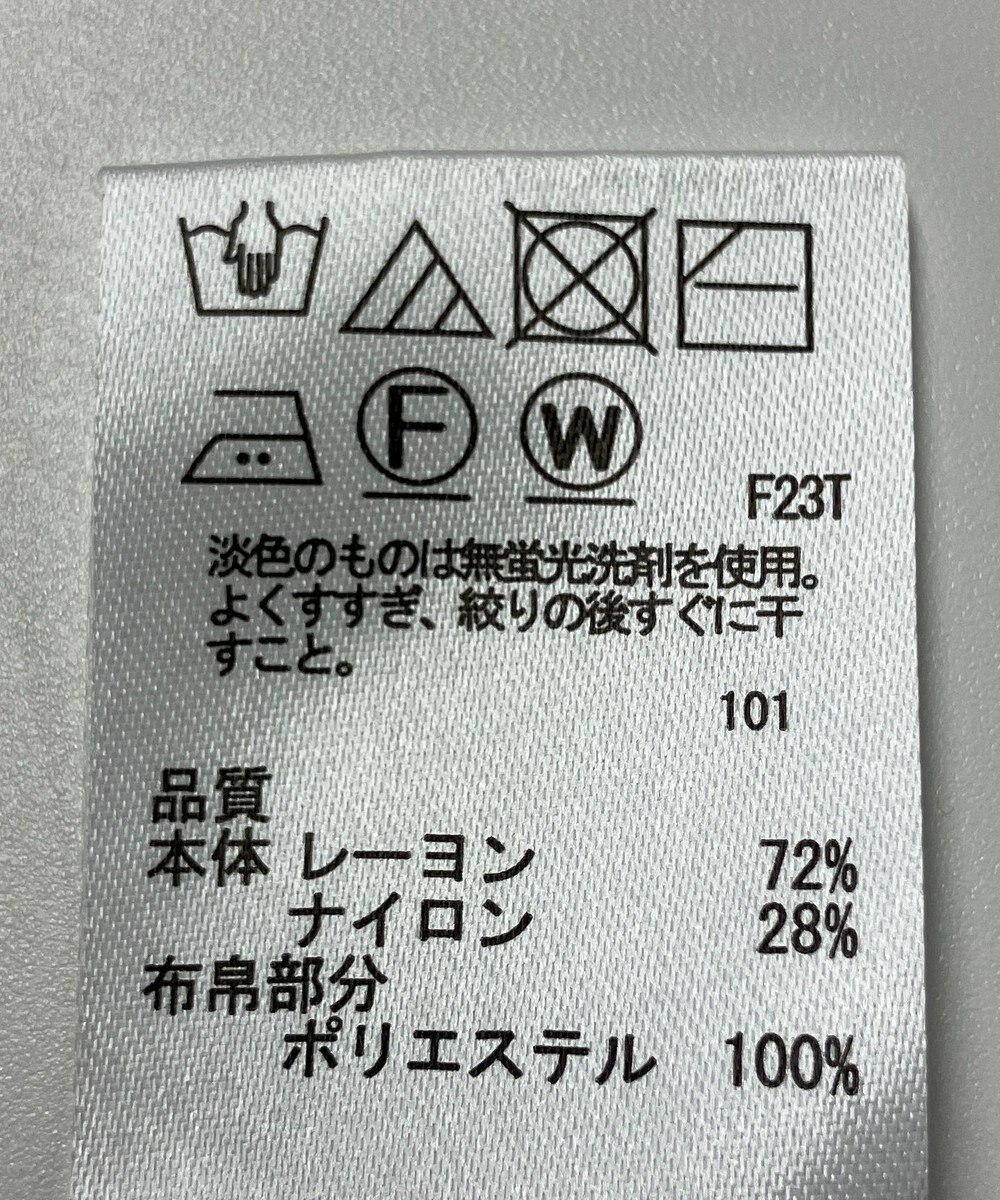 F
W
F23T
淡色のものは無蛍光洗剤を使用。
よくすすぎ、絞りの後すぐに干
すこと。
101
品質
本体 レーヨン 72%
ナイロン 28%
布帛部分
ポリエステル 100%